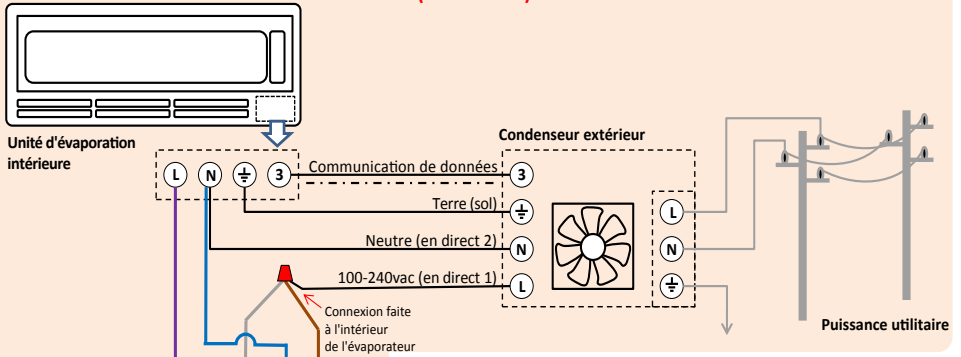 Unité d'évaporation
intérieure
Condenseur extérieur
L N 3
Communication de données
3
Terre (sol)
L
Neutre (en direct 2)
N
N
100-240vac (en direct 1)
L
Connexion faite
à l'intérieur
de l'évaporateur
Puissance utilitaire